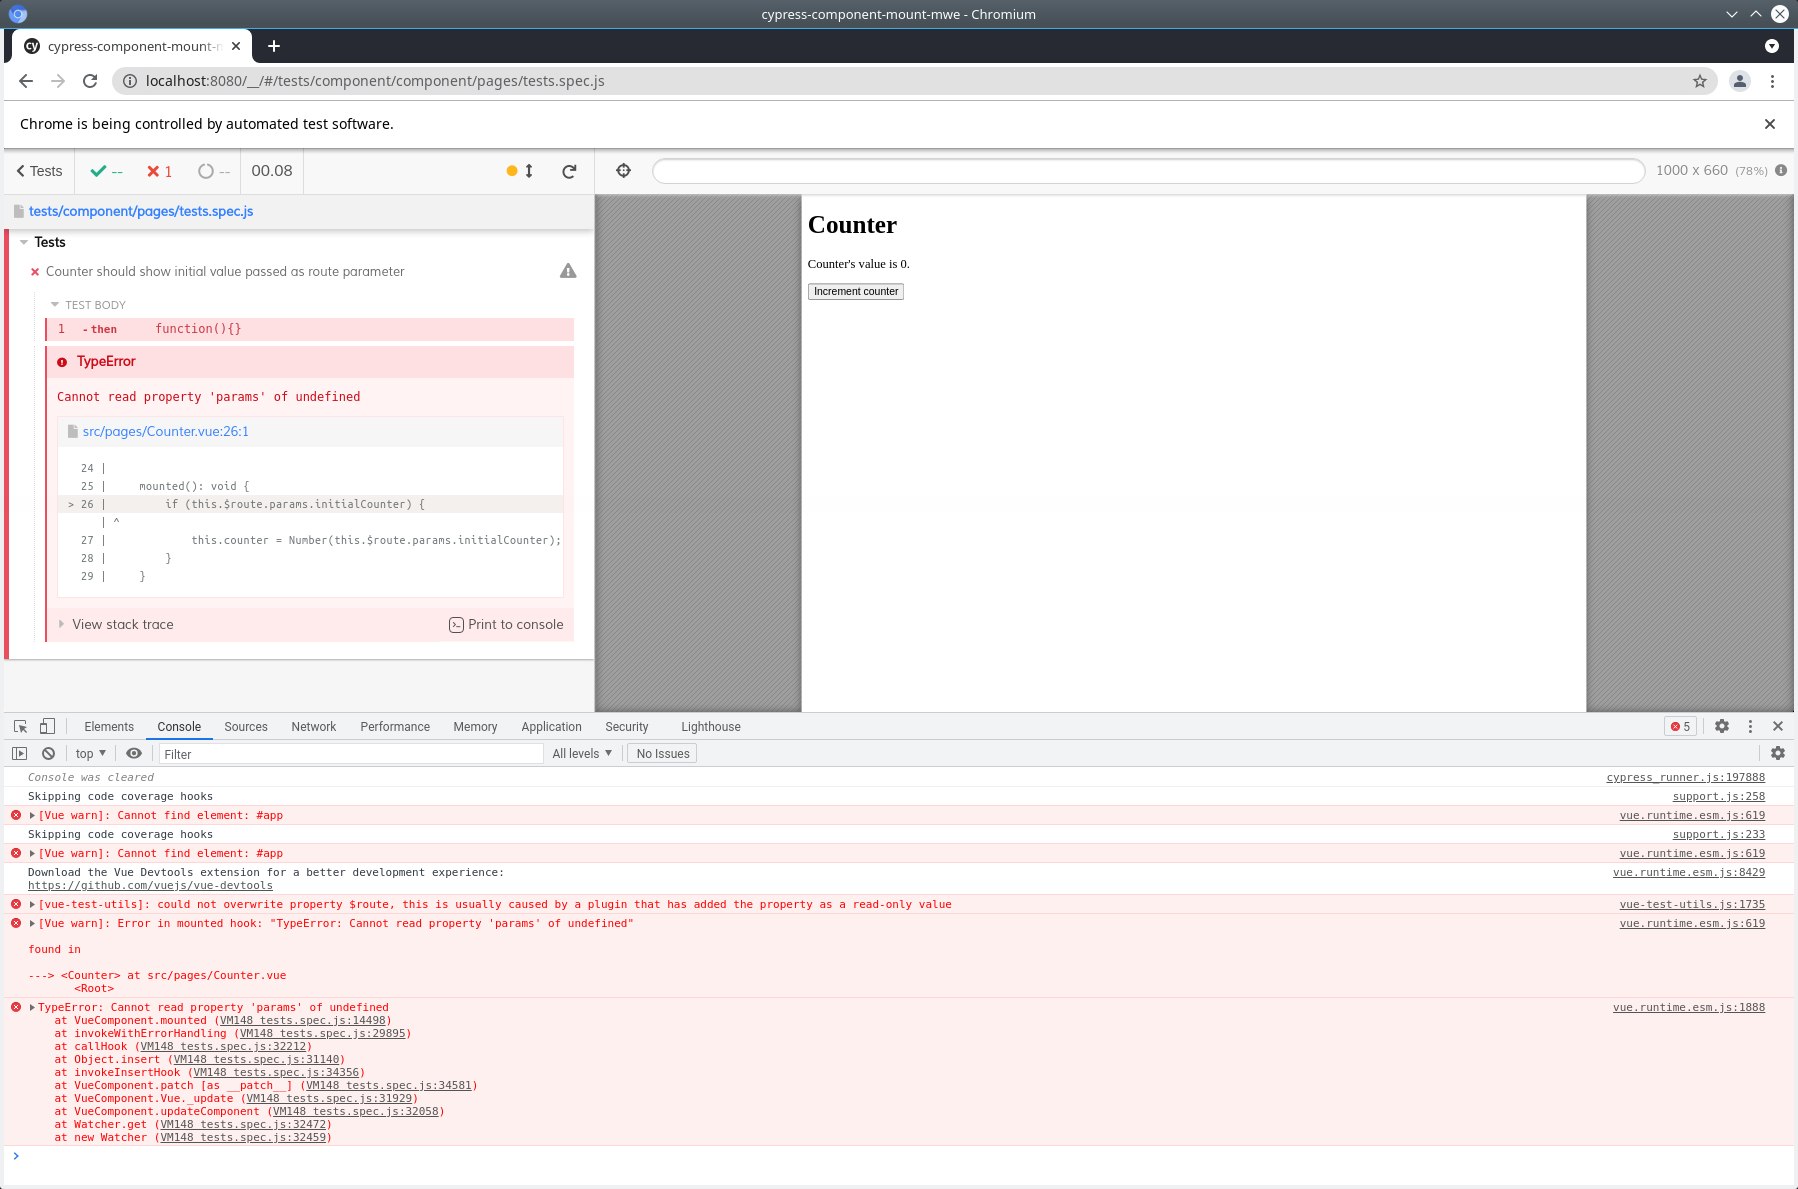 cypress-component-mount-mwe - Chromium
cy cypress-component-mount-m
localhost:8080/__/#/tests/component/component/pages/tests.spec.js
Chrome is being controlled by automated test software.
Tests -- 1 -- 00.08 1000 x 660 (78%)
tests/component/pages/tests.spec.js
Tests
Counter should show initial value passed as route parameter
TEST BODY
1 - then function(){}
TypeError
Cannot read property 'params' of undefined
src/pages/Counter.vue:26:1
24 |
25 | mounted(): void {
> 26 | if (this.$route.params.initialCounter) {
| ^
27 | this.counter = Number(this.$route.params.initialCounter);
28 | }
29 | }
View stack trace Print to console
Counter
Counter's value is 0.
Increment counter
Elements Console Sources Network Performance Memory Application Security Lighthouse 5
top Filter All levels No Issues
Console was cleared cypress_runner.js:197888
Skipping code coverage hooks support.js:258
[Vue warn]: Cannot find element: #app vue.runtime.esm.js:619
Skipping code coverage hooks support.js:233
[Vue warn]: Cannot find element: #app vue.runtime.esm.js:619
Download the Vue Devtools extension for a better development experience: vue.runtime.esm.js:8429
https://github.com/vuejs/vue-devtools
[vue-test-utils]: could not overwrite property $route, this is usually caused by a plugin that has added the property as a read-only value vue-test-utils.js:1735
[Vue warn]: Error in mounted hook: "TypeError: Cannot read property 'params' of undefined" vue.runtime.esm.js:619
found in
---> <Counter> at src/pages/Counter.vue
<Root>
TypeError: Cannot read property 'params' of undefined vue.runtime.esm.js:1888
at VueComponent.mounted (VM148 tests.spec.js:14498)
at invokeWithErrorHandling (VM148 tests.spec.js:29895)
at callHook (VM148 tests.spec.js:32212)
at Object.insert (VM148 tests.spec.js:31140)
at invokeInsertHook (VM148 tests.spec.js:34356)
at VueComponent.patch [as __patch__] (VM148 tests.spec.js:34581)
at VueComponent.Vue._update (VM148 tests.spec.js:31929)
at VueComponent.updateComponent (VM148 tests.spec.js:32058)
at Watcher.get (VM148 tests.spec.js:32472)
at new Watcher (VM148 tests.spec.js:32459)
>